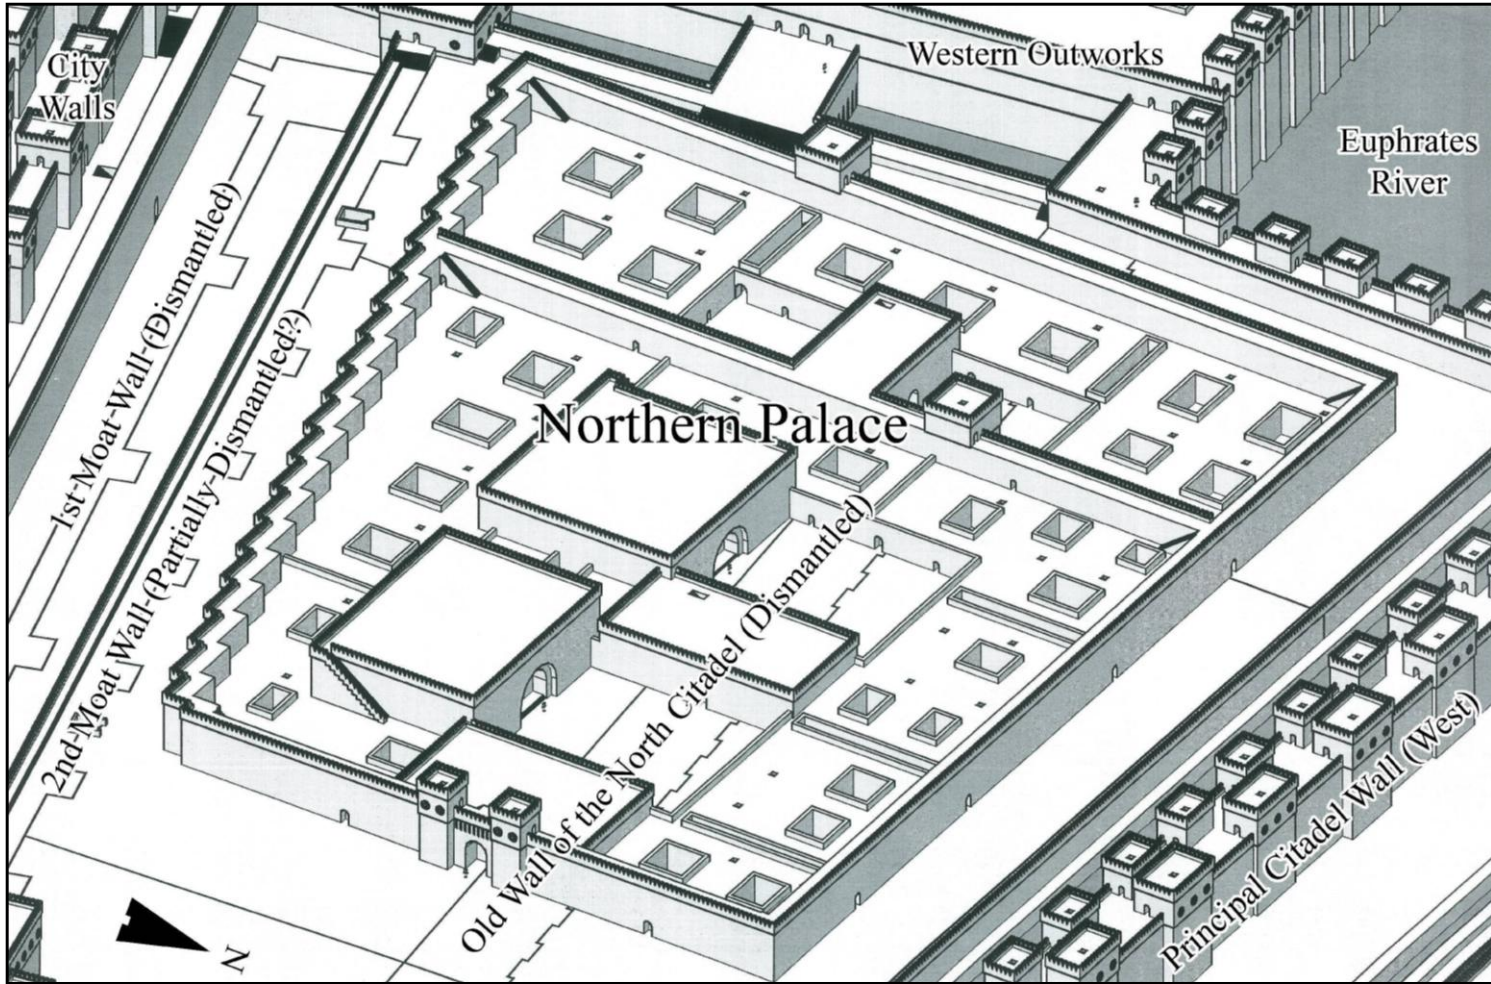 City
Walls
Western Outworks
Euphrates
River
1st-Moat-Wall-(Dismantled)
2nd-Moat Wall-(Partially-Dismantled?)
Northern Palace
Old Wall of the North Citadel (Dismantled)
Principal Citadel Wall (West)
N